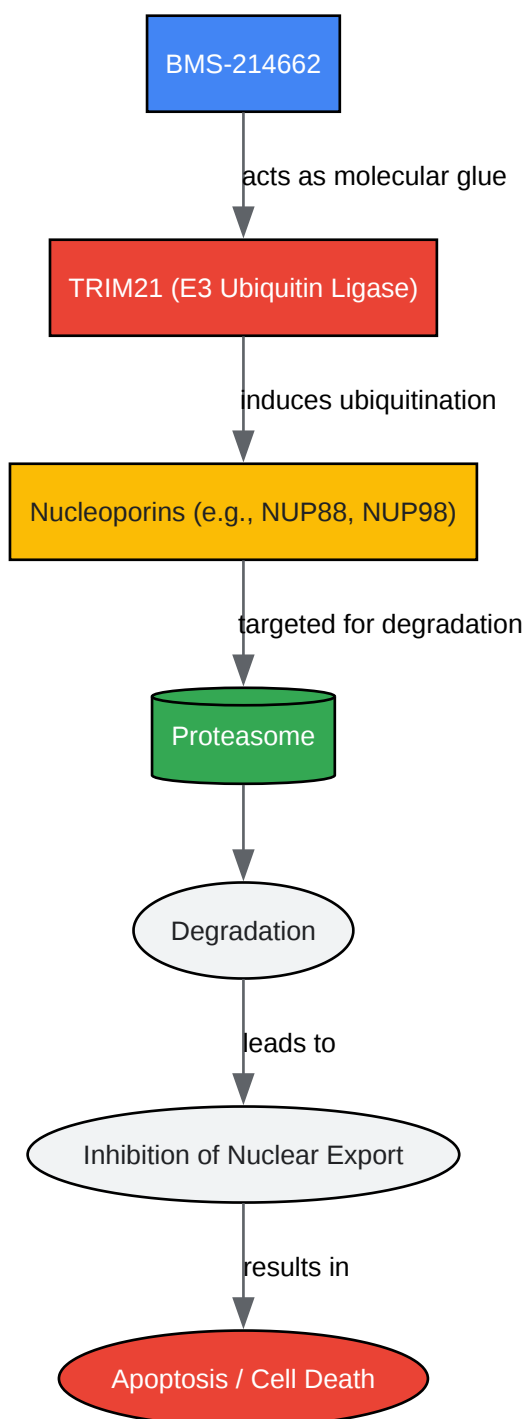 BMS-214662
acts as molecular glue
TRIM21 (E3 Ubiquitin Ligase)
induces ubiquitination
Nucleoporins (e.g., NUP88, NUP98)
targeted for degradation
Proteasome
Degradation
leads to
Inhibition of Nuclear Export
results in
Apoptosis / Cell Death